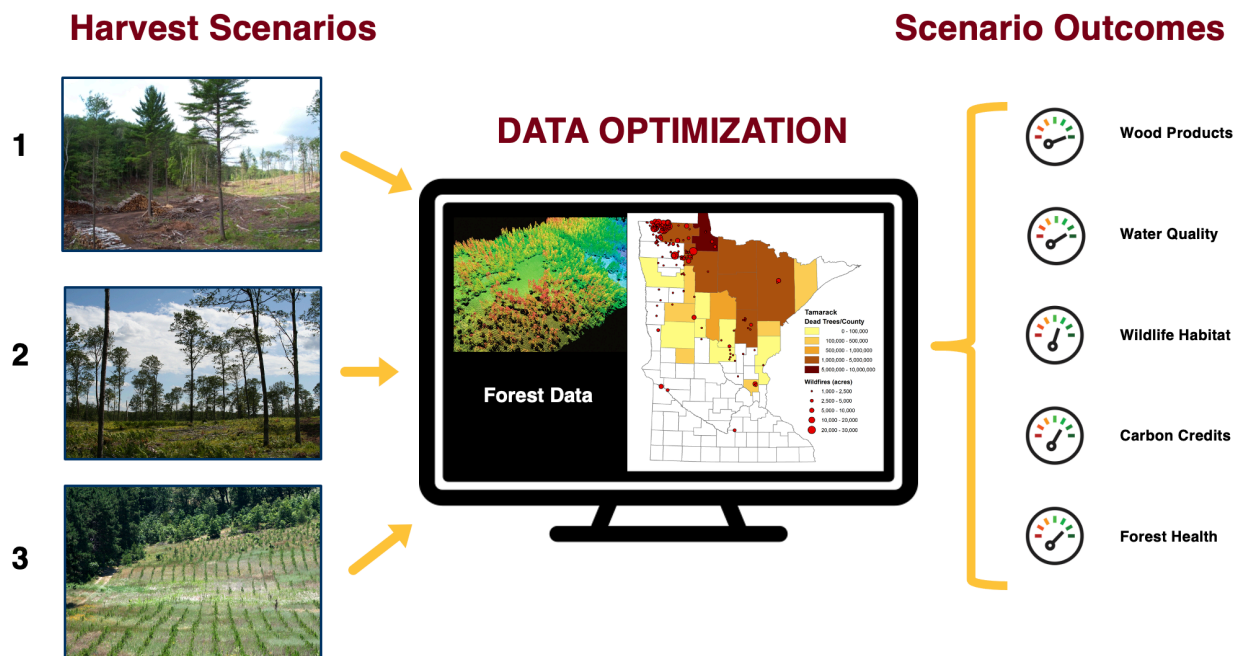 Harvest Scenarios
Scenario Outcomes
1
2
3
DATA OPTIMIZATION
Forest Data
Tamarack
Dead Trees/County
0 - 100,000
100,000 - 500,000
500,000 - 1,000,000
1,000,000 - 5,000,000
5,000,000 - 10,000,000
Wildfires (acres)
1,000 - 2,500
2,500 - 5,000
5,000 - 10,000
10,000 - 20,000
20,000 - 30,000
Wood Products
Water Quality
Wildlife Habitat
Carbon Credits
Forest Health